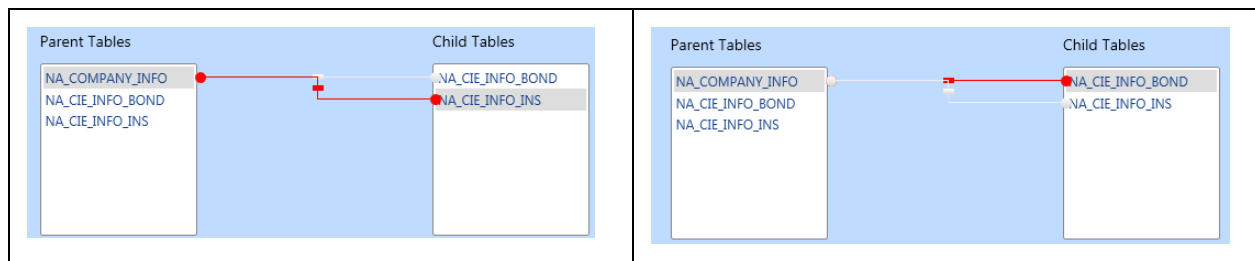 Parent Tables
Child Tables
NA_COMPANY_INFO
NA_CIE_INFO_BOND
NA_CIE_INFO_INS
NA_CIE_INFO_BOND
NA_CIE_INFO_INS
Parent Tables
Child Tables
NA_COMPANY_INFO
NA_CIE_INFO_BOND
NA_CIE_INFO_INS
NA_CIE_INFO_BOND
NA_CIE_INFO_INS